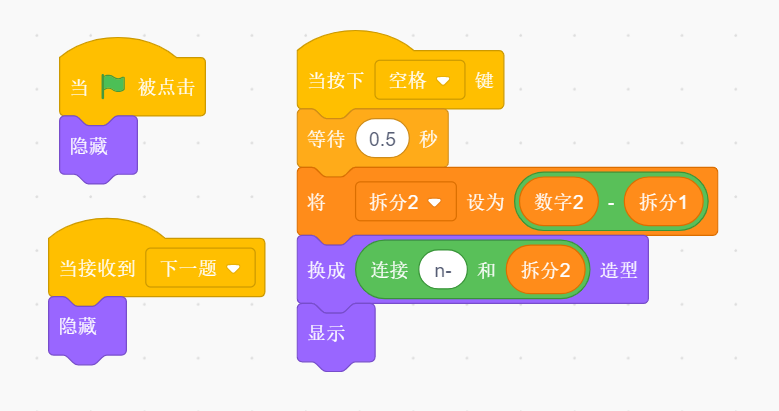 当 被点击
隐藏
当接收到 下一题
隐藏
当按下 空格 键
等待 0.5 秒
将 拆分2 设为 数字2 - 拆分1
换成 连接 n- 和 拆分2 造型
显示